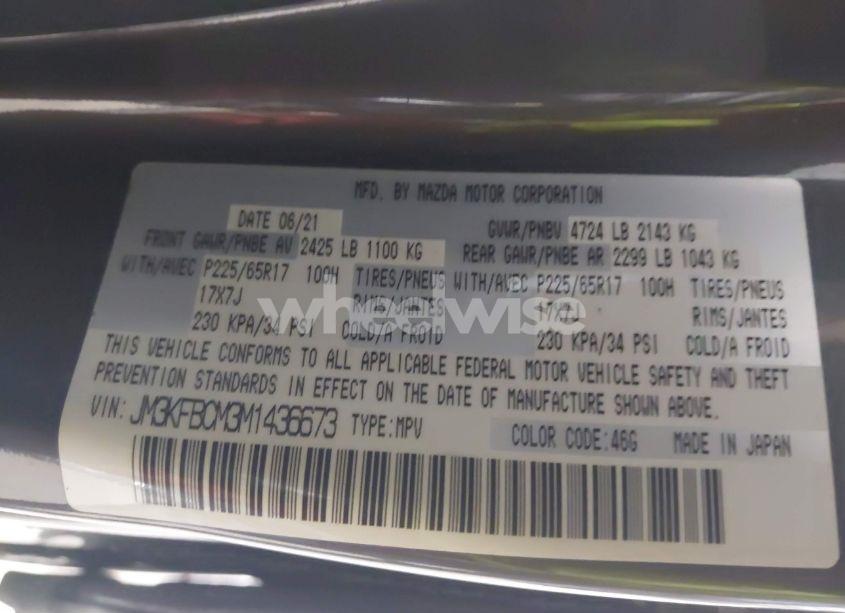 MFD. BY MAZDA MOTOR CORPORATION
DATE 06/21 GVWR/PNBV 4724 LB 2143 KG
FRONT GAWR/PNBE AV 2425 LB 1100 KG REAR GAWR/PNBE AR 2299 LB 1043 KG
WITH/AVEC P225/65R17 100H TIRES/PNEUS WITH/AVEC P225/65R17 100H TIRES/PNEUS
17X7J RIMS/JANTES 17X7J RIMS/JANTES
230 KPA/34 PSI COLD/A FROID 230 KPA/34 PSI COLD/A FROID
wheelwise
THIS VEHICLE CONFORMS TO ALL APPLICABLE FEDERAL MOTOR VEHICLE SAFETY AND THEFT
PREVENTION STANDARDS IN EFFECT ON THE DATE OF MANUFACTURE SHOWN ABOVE.
VIN: JM3KFBCM3M1436673 TYPE:MPV COLOR CODE:46G MADE IN JAPAN